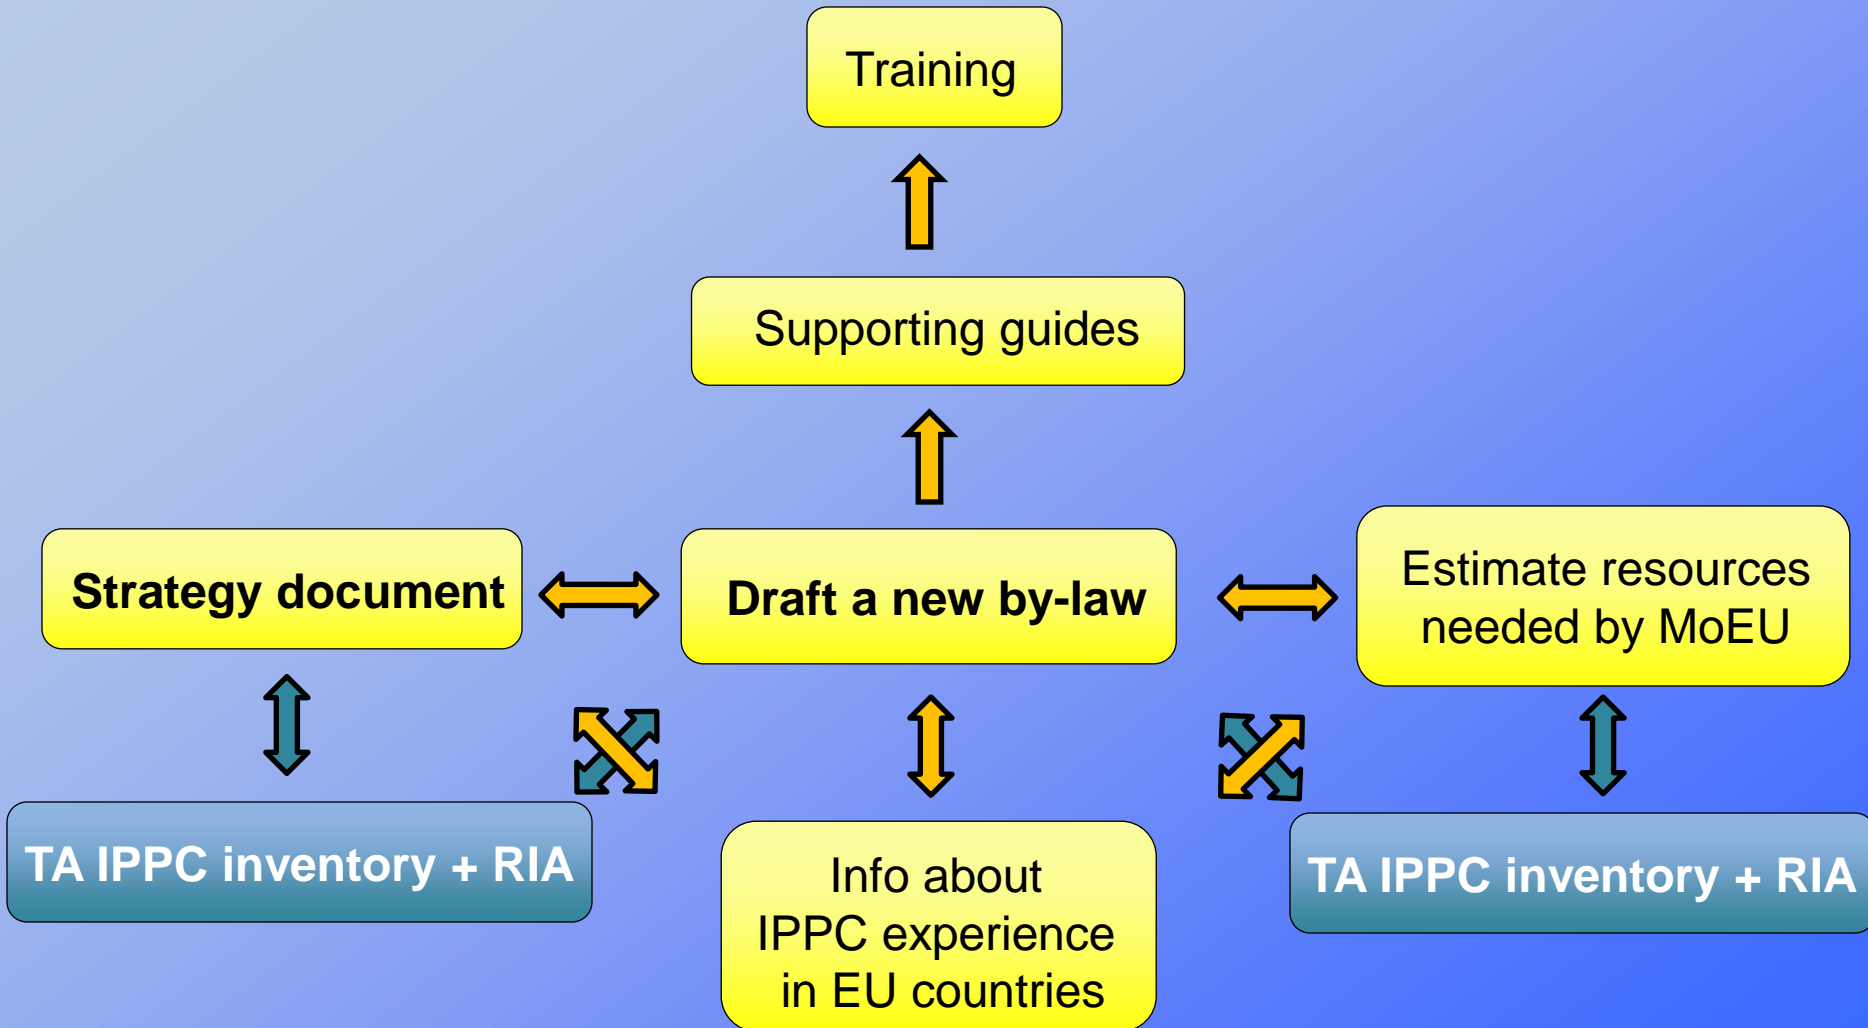 Training
Supporting guides
Strategy document
Draft a new by-law
Estimate resources
needed by MoEU
TA IPPC inventory + RIA
Info about
IPPC experience
in EU countries
TA IPPC inventory + RIA